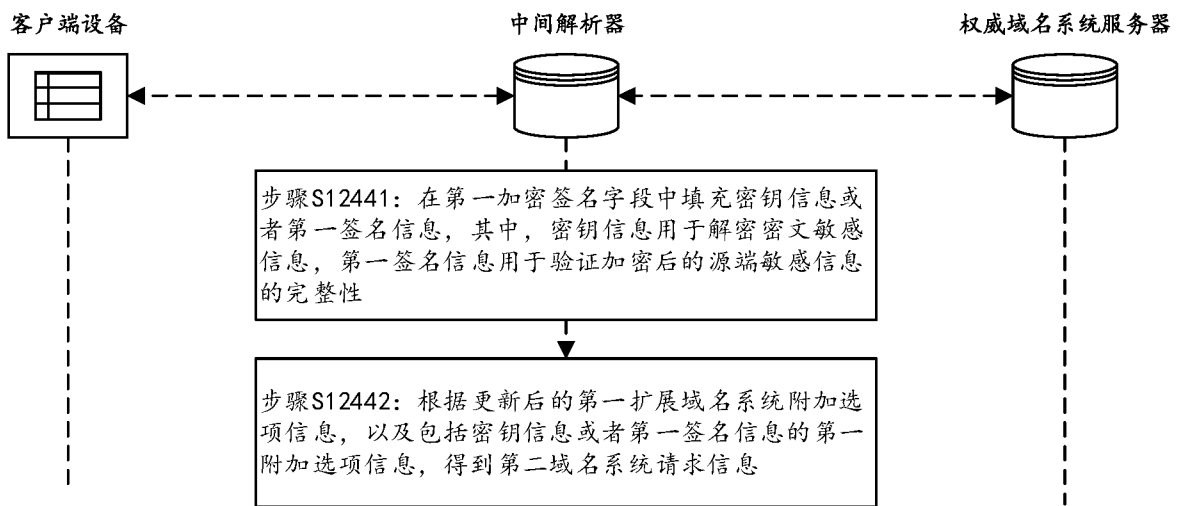 客户端设备
中间解析器
权威域名系统服务器
步骤S12441：在第一加密签名字段中填充密钥信息或
者第一签名信息，其中，密钥信息用于解密密文敏感
信息，第一签名信息用于验证加密后的源端敏感信息
的完整性
步骤S12442：根据更新后的第一扩展域名系统附加选
项信息，以及包括密钥信息或者第一签名信息的第一
附加选项信息，得到第二域名系统请求信息